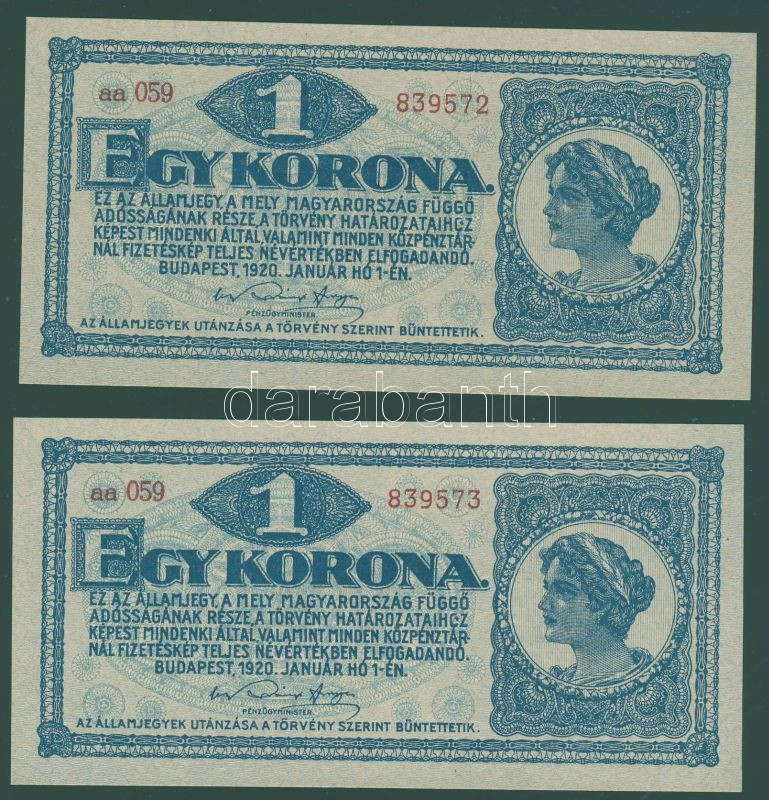 aa 059
1
839572
EGY KORONA.
EZ AZ ÁLLAMJEGY, A MELY MAGYARORSZÁG FÜGGŐ
ADÓSSÁGÁNAK RÉSZE, A TÖRVÉNY HATÁROZATAIHOZ
KÉPEST MINDENKI ÁLTAL, VALAMINT MINDEN KÖZPÉNZTÁR-
NÁL FIZETÉSKÉP TELJES NÉVÉRTÉKBEN ELFOGADANDÓ.
BUDAPEST, 1920. JANUÁR HÓ 1-ÉN.
PÉNZÜGYMINISTER.
AZ ÁLLAMJEGYEK UTÁNZÁSA A TÖRVÉNY SZERINT BÜNTETTETIK.
darabanth
aa 059
1
839573
EGY KORONA.
EZ AZ ÁLLAMJEGY, A MELY MAGYARORSZÁG FÜGGŐ
ADÓSSÁGÁNAK RÉSZE, A TÖRVÉNY HATÁROZATAIHOZ
KÉPEST MINDENKI ÁLTAL, VALAMINT MINDEN KÖZPÉNZTÁR-
NÁL FIZETÉSKÉP TELJES NÉVÉRTÉKBEN ELFOGADANDÓ.
BUDAPEST, 1920. JANUÁR HÓ 1-ÉN.
PÉNZÜGYMINISTER.
AZ ÁLLAMJEGYEK UTÁNZÁSA A TÖRVÉNY SZERINT BÜNTETTETIK.